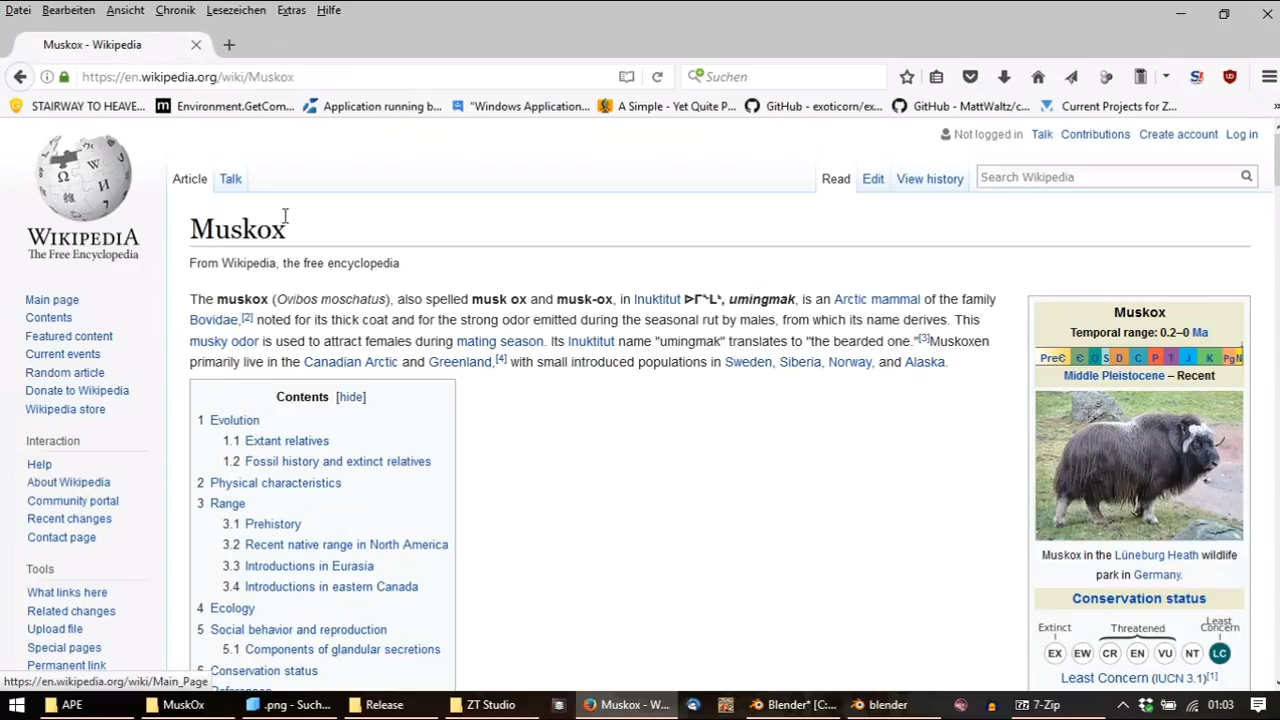 Datei Bearbeiten Ansicht Chronik Lesezeichen Extras Hilfe
Muskox - Wikipedia
https://en.wikipedia.org/wiki/Muskox
Suchen
STAIRWAY TO HEAVE... Environment.GetCom... Application running b... "Windows Application... A Simple - Yet Quite P... GitHub - exoticorn/ex... GitHub - MattWaltz/c... Current Projects for Z...
Not logged in Talk Contributions Create account Log in
Article Talk Read Edit View history Search Wikipedia
WIKIPEDIA
The Free Encyclopedia
Main page
Contents
Featured content
Current events
Random article
Donate to Wikipedia
Wikipedia store
Interaction
Help
About Wikipedia
Community portal
Recent changes
Contact page
Tools
What links here
Related changes
Upload file
Special pages
Permanent link
https://en.wikipedia.org/wiki/Main_Page
Muskox
From Wikipedia, the free encyclopedia
The muskox (Ovibos moschatus), also spelled musk ox and musk-ox, in Inuktitut ᐅᒥᖕᒪᒃ, umingmak, is an Arctic mammal of the family
Bovidae,[2] noted for its thick coat and for the strong odor emitted during the seasonal rut by males, from which its name derives. This
musky odor is used to attract females during mating season. Its Inuktitut name "umingmak" translates to "the bearded one."[3]Muskoxen
primarily live in the Canadian Arctic and Greenland,[4] with small introduced populations in Sweden, Siberia, Norway, and Alaska.
Contents [hide]
1 Evolution
1.1 Extant relatives
1.2 Fossil history and extinct relatives
2 Physical characteristics
3 Range
3.1 Prehistory
3.2 Recent native range in North America
3.3 Introductions in Eurasia
3.4 Introductions in eastern Canada
4 Ecology
5 Social behavior and reproduction
5.1 Components of glandular secretions
6 Conservation status
References
Muskox
Temporal range: 0.2–0 Ma
PreꞒ Ꞓ O S D C P T J K PgN
Middle Pleistocene – Recent
Muskox in the Lüneburg Heath wildlife
park in Germany.
Conservation status
Extinct Threatened Least Concern
EX EW CR EN VU NT LC
Least Concern (IUCN 3.1)[1]
APE MuskOx .png - Such... Release ZT Studio Muskox - W... Blender* [C:... blender 7-Zip 01:03